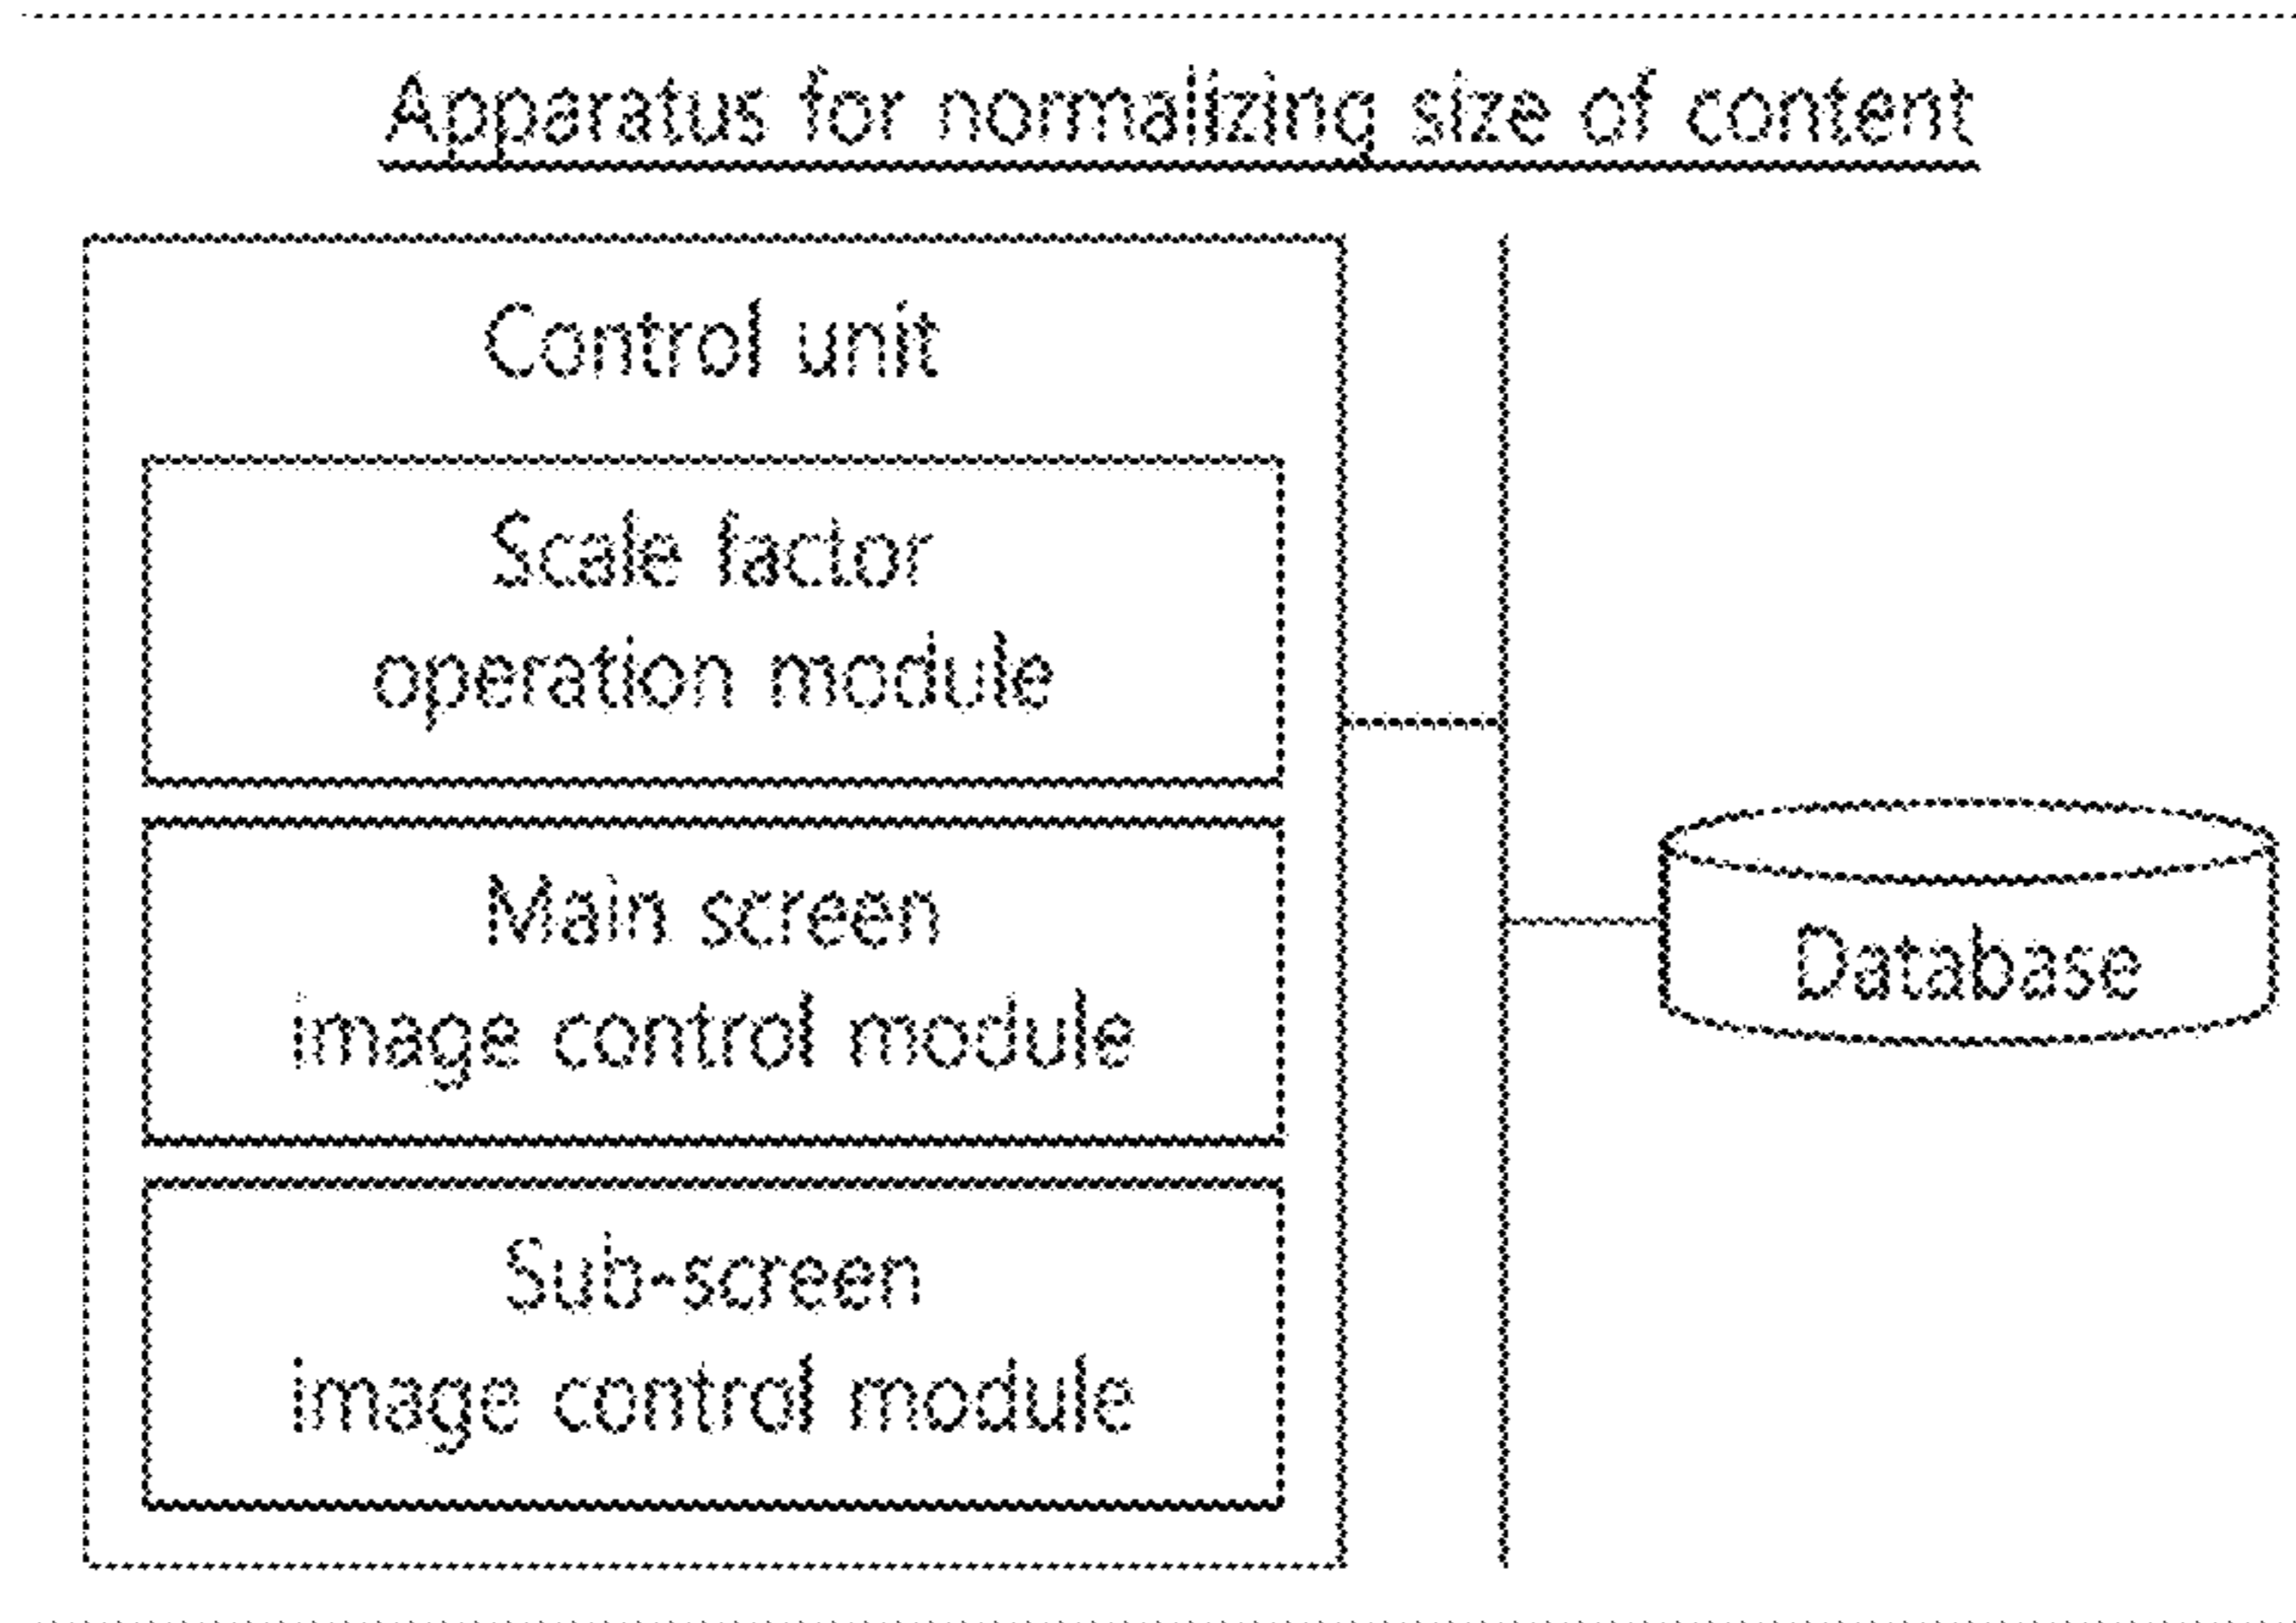 Apparatus for normalizing size of content
Control unit
Scale factor
operation module
Main screen
image control module
Database
Sub-screen
image control module